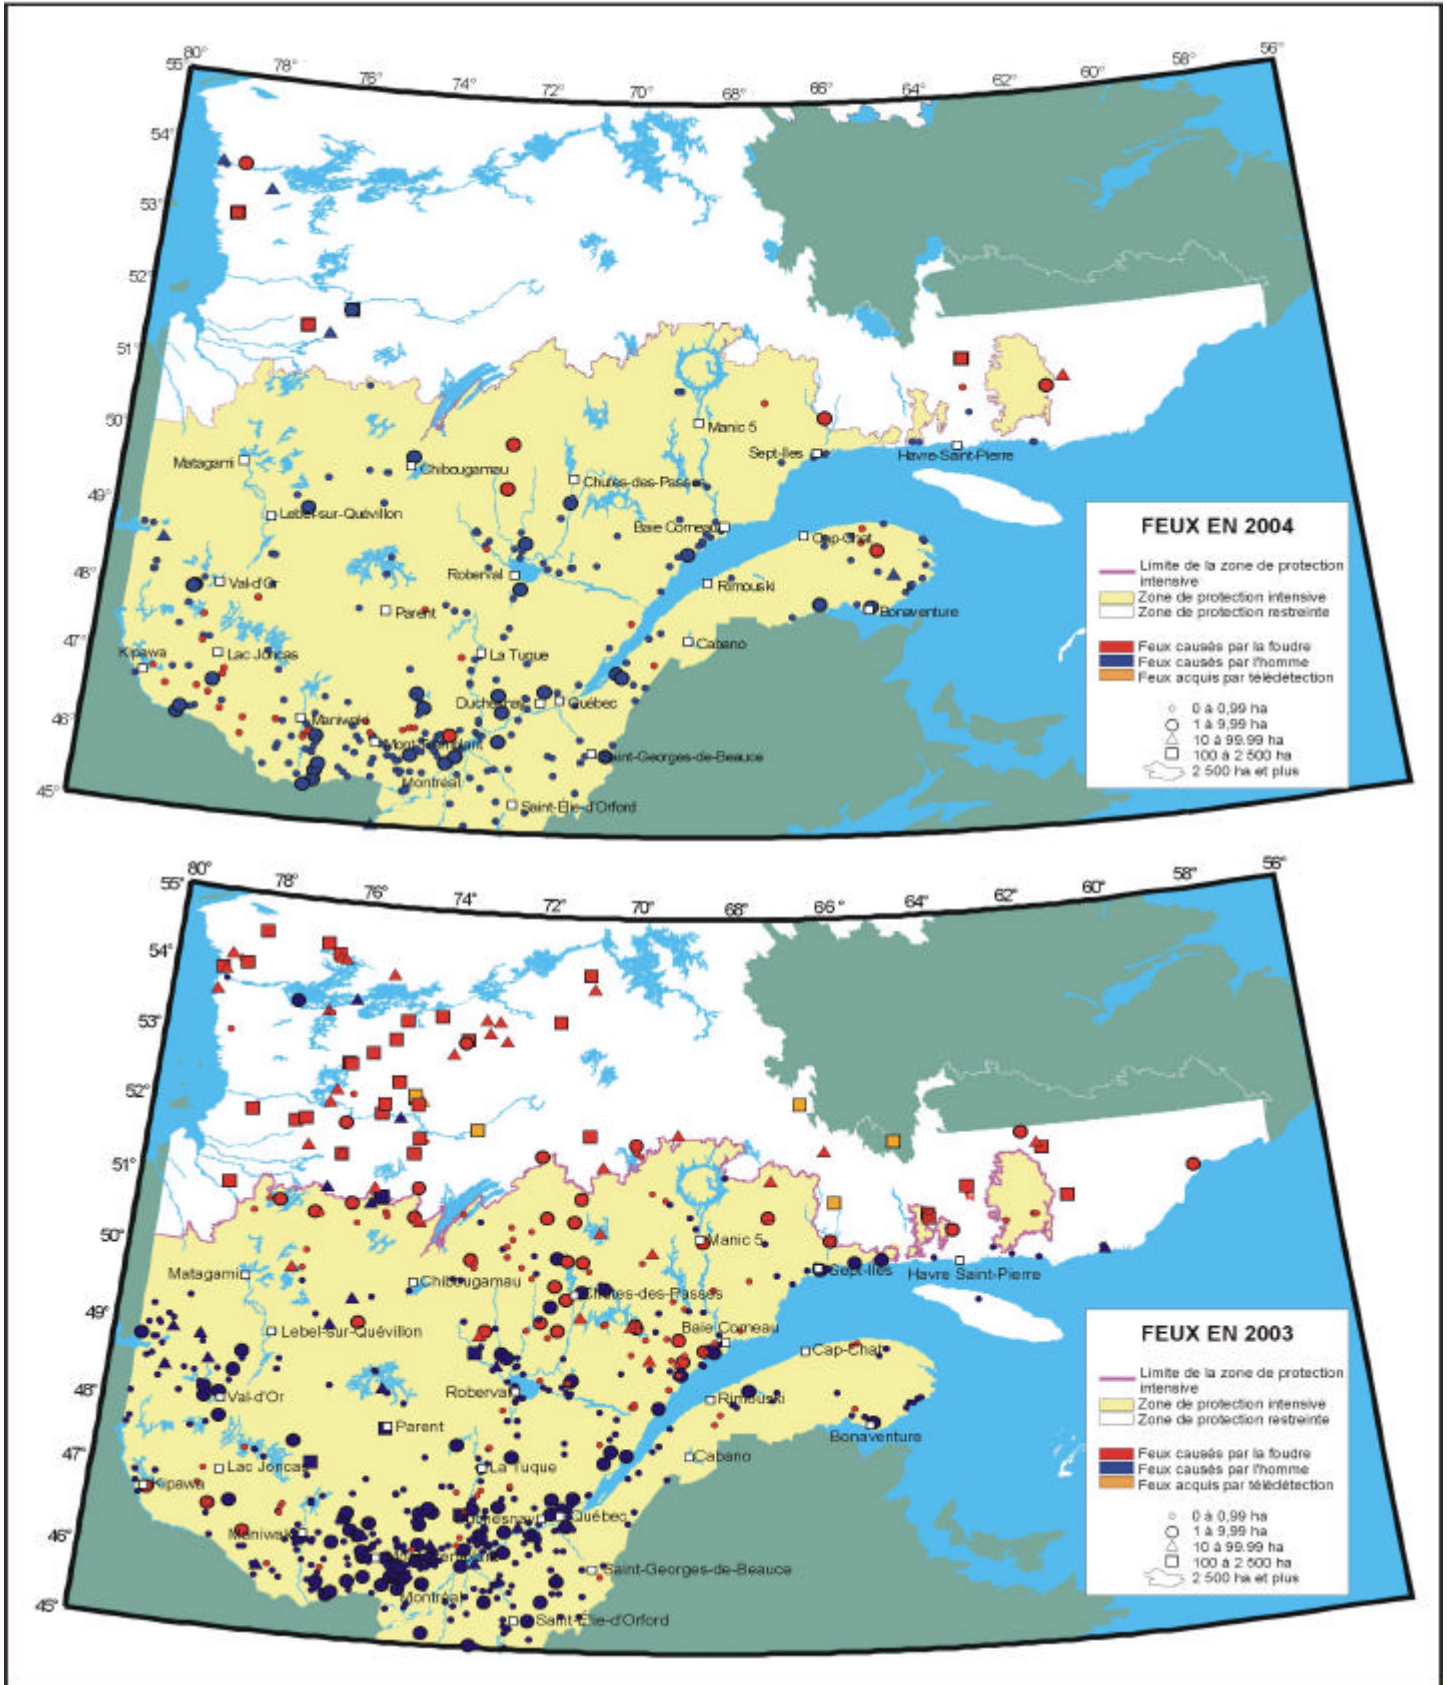 80° 78° 76° 74° 72° 70° 68° 66° 64° 62° 60° 58° 56°
55°
54°
53°
52°
51°
50°
49°
48°
47°
46°
45°
Manic 5
Matagami
Chibougamau
Sept-Iles
Havre-Saint-Pierre
Chutes-des-Passes
Lebel-sur-Quévillon
Baie Comeau
Cap-Chat
Val-d'Or
Roberval
Rimouski
Parent
Bonaventure
Kipawa
Lac Joncas
La Tuque
Cabano
Duchesnay
Québec
Maniwaki
Mont-Tremblant
Saint-Georges-de-Beauce
Montréal
Saint-Élie-d'Orford
FEUX EN 2004
Limite de la zone de protection
intensive
Zone de protection intensive
Zone de protection restreinte
Feux causés par la foudre
Feux causés par l'homme
Feux acquis par télédétection
0 à 0,99 ha
1 à 9,99 ha
10 à 99.99 ha
100 à 2 500 ha
2 500 ha et plus
80° 78° 76° 74° 72° 70° 68° 66° 64° 62° 60° 58° 56°
55°
54°
53°
52°
51°
50°
49°
48°
47°
46°
45°
Manic 5
Matagami
Chibougamau
Sept-Iles
Havre Saint-Pierre
Chutes-des-Passes
Lebel-sur-Quévillon
Baie Comeau
Cap-Chat
Val-d'Or
Roberval
Rimouski
Parent
Bonaventure
Kipawa
Lac Joncas
La Tuque
Cabano
Duchesnay
Québec
Maniwaki
Saint-Georges-de-Beauce
Montréal
Saint-Élie-d'Orford
FEUX EN 2003
Limite de la zone de protection
intensive
Zone de protection intensive
Zone de protection restreinte
Feux causés par la foudre
Feux causés par l'homme
Feux acquis par télédétection
0 à 0,99 ha
1 à 9,99 ha
10 à 99.99 ha
100 à 2 500
2 500 ha et plus